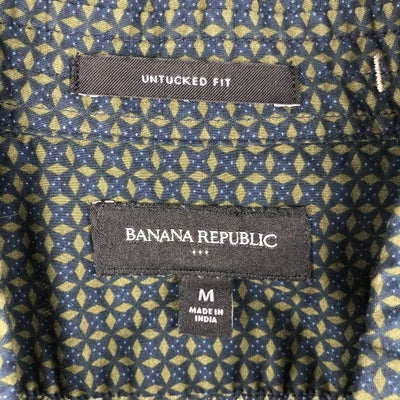 UNTUCKED FIT
BANANA REPUBLIC
M
MADE IN
INDIA